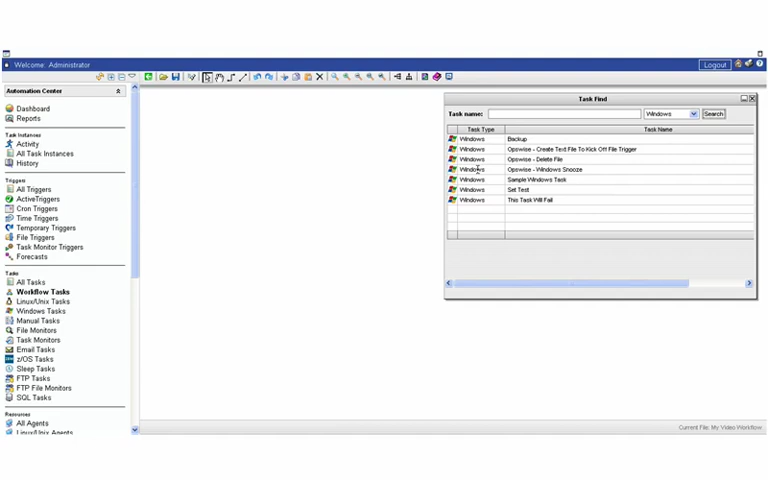 Welcome: Administrator
Logout
Automation Center
Dashboard
Reports
Task Instances
Activity
All Task Instances
History
Triggers
All Triggers
ActiveTriggers
Cron Triggers
Time Triggers
Temporary Triggers
File Triggers
Task Monitor Triggers
Forecasts
Tasks
All Tasks
Workflow Tasks
Linux/Unix Tasks
Windows Tasks
Manual Tasks
File Monitors
Task Monitors
Email Tasks
z/OS Tasks
Sleep Tasks
FTP Tasks
FTP File Monitors
SQL Tasks
Resources
All Agents
Linux/Unix Agents
Task Find
Task name: Windows Search
Task Type Task Name
Windows Backup
Windows Opswise - Create Text File To Kick Off File Trigger
Windows Opswise - Delete File
Windows Opswise - Windows Snooze
Windows Sample Windows Task
Windows Set Test
Windows This Task Will Fail
Current File: My Video Workflow